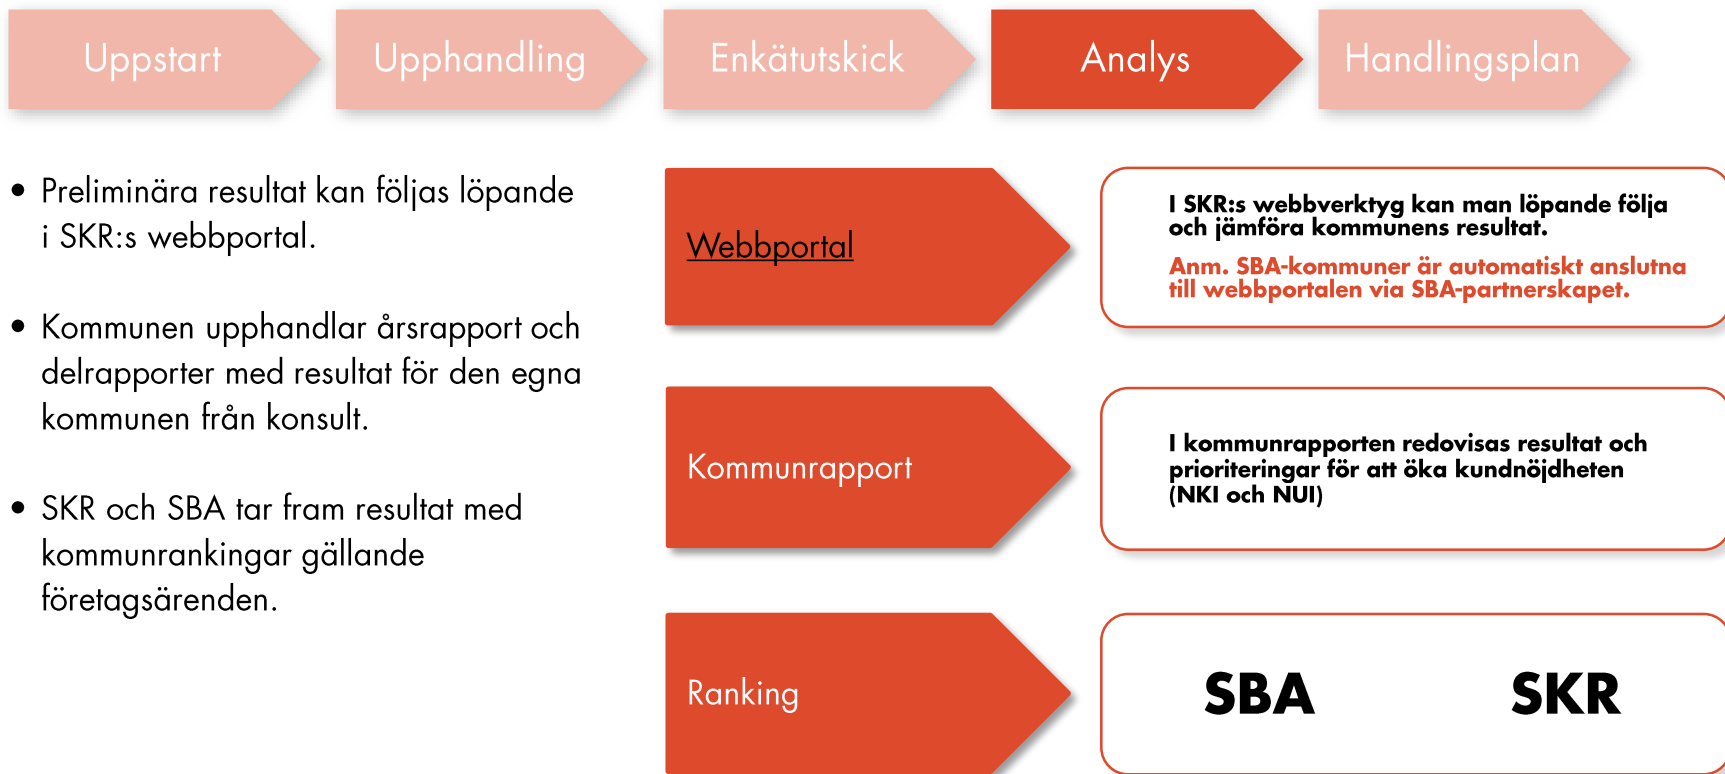 Uppstart
Upphandling
Enkätutskick
Analys
Handlingsplan
• Preliminära resultat kan följas löpande
i SKR:s webbportal.
• Kommunen upphandlar årsrapport och
delrapporter med resultat för den egna
kommunen från konsult.
• SKR och SBA tar fram resultat med
kommunrankingar gällande
företagsärenden.
Webbportal
I SKR:s webbverktyg kan man löpande följa
och jämföra kommunens resultat.
Anm. SBA-kommuner är automatiskt anslutna
till webbportalen via SBA-partnerskapet.
Kommunrapport
I kommunrapporten redovisas resultat och
prioriteringar för att öka kundnöjdheten
(NKI och NUI)
Ranking
SBA
SKR